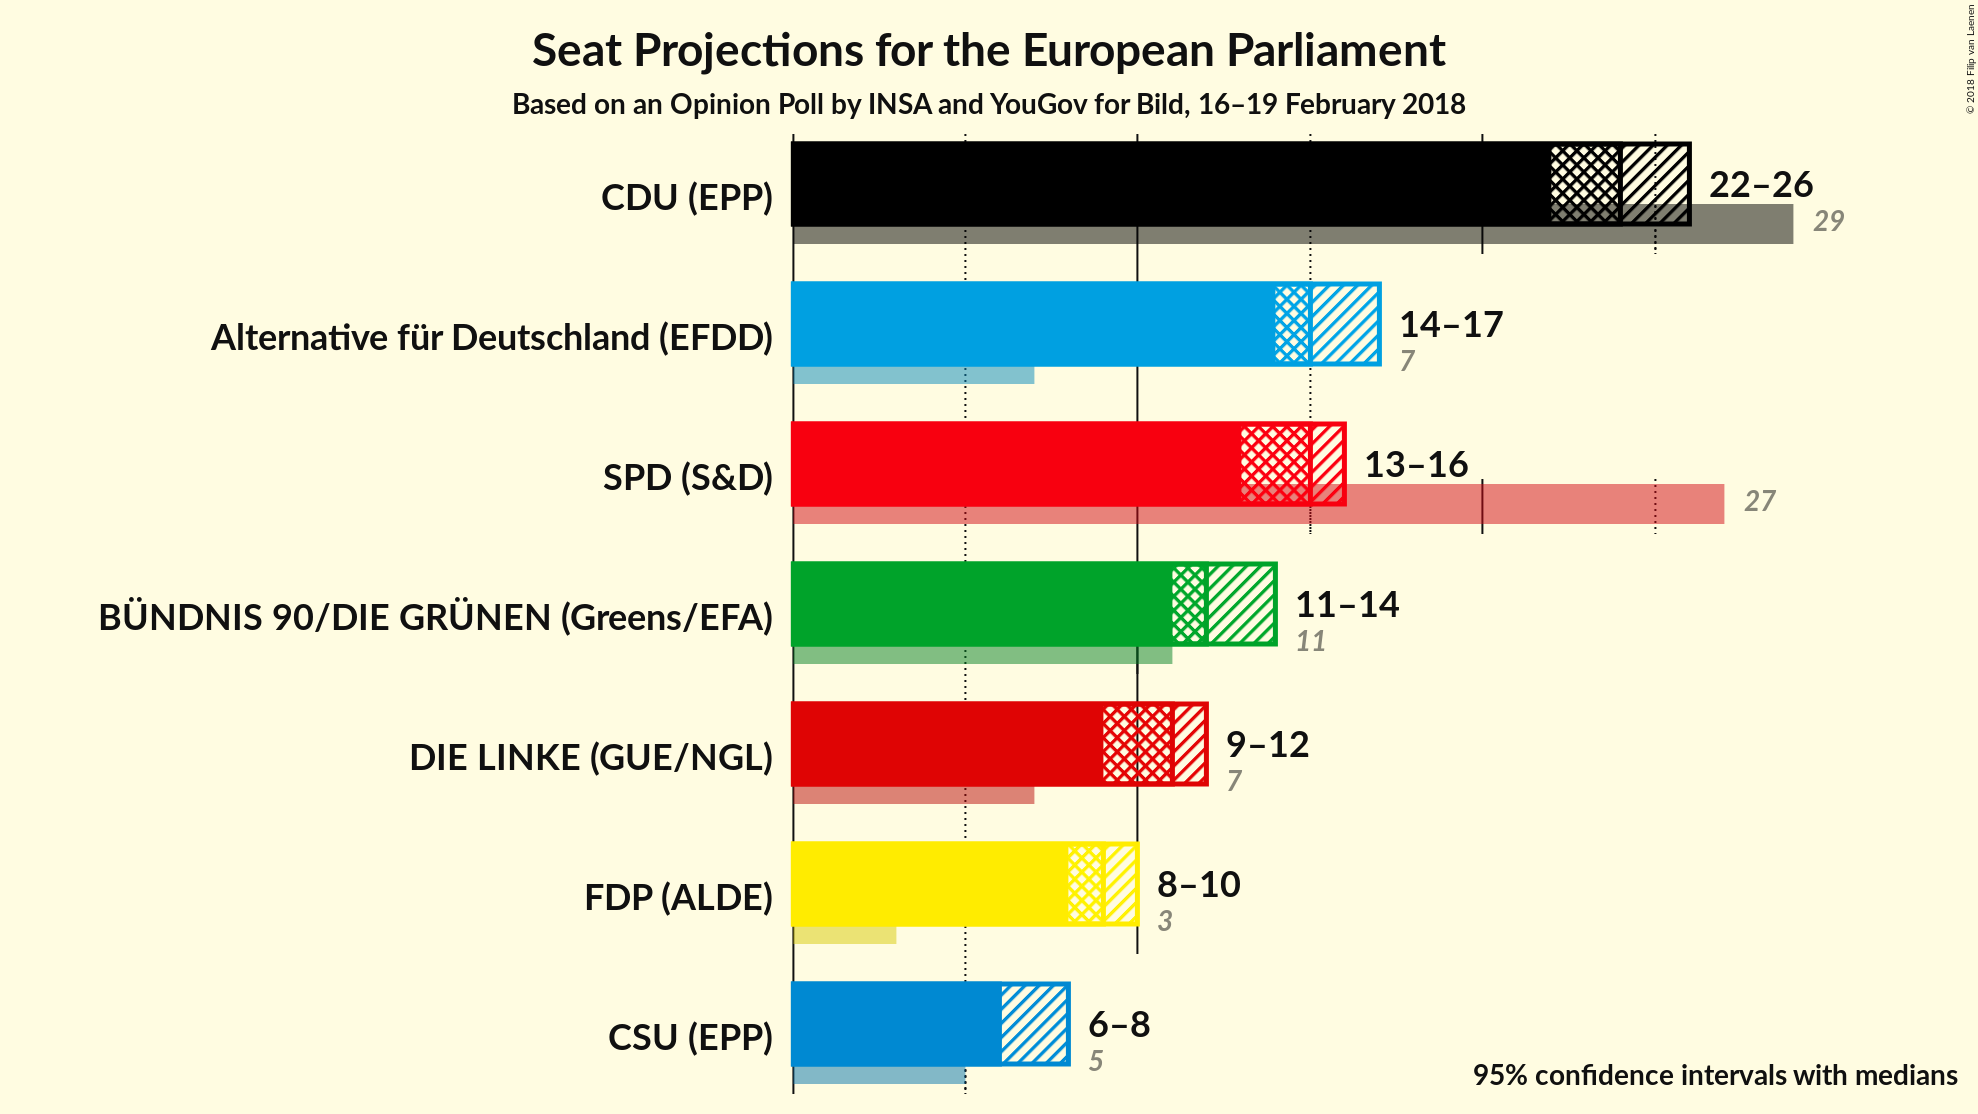 Seat Projections for the European Parliament
Based on an Opinion Poll by INSA and YouGov for Bild, 16–19 February 2018
© 2018 Filip van Laenen
CDU (EPP)
22–26
29
Alternative für Deutschland (EFDD)
14–17
7
SPD (S&D)
13–16
27
BÜNDNIS 90/DIE GRÜNEN (Greens/EFA)
11–14
11
DIE LINKE (GUE/NGL)
9–12
7
FDP (ALDE)
8–10
3
CSU (EPP)
6–8
5
95% confidence intervals with medians